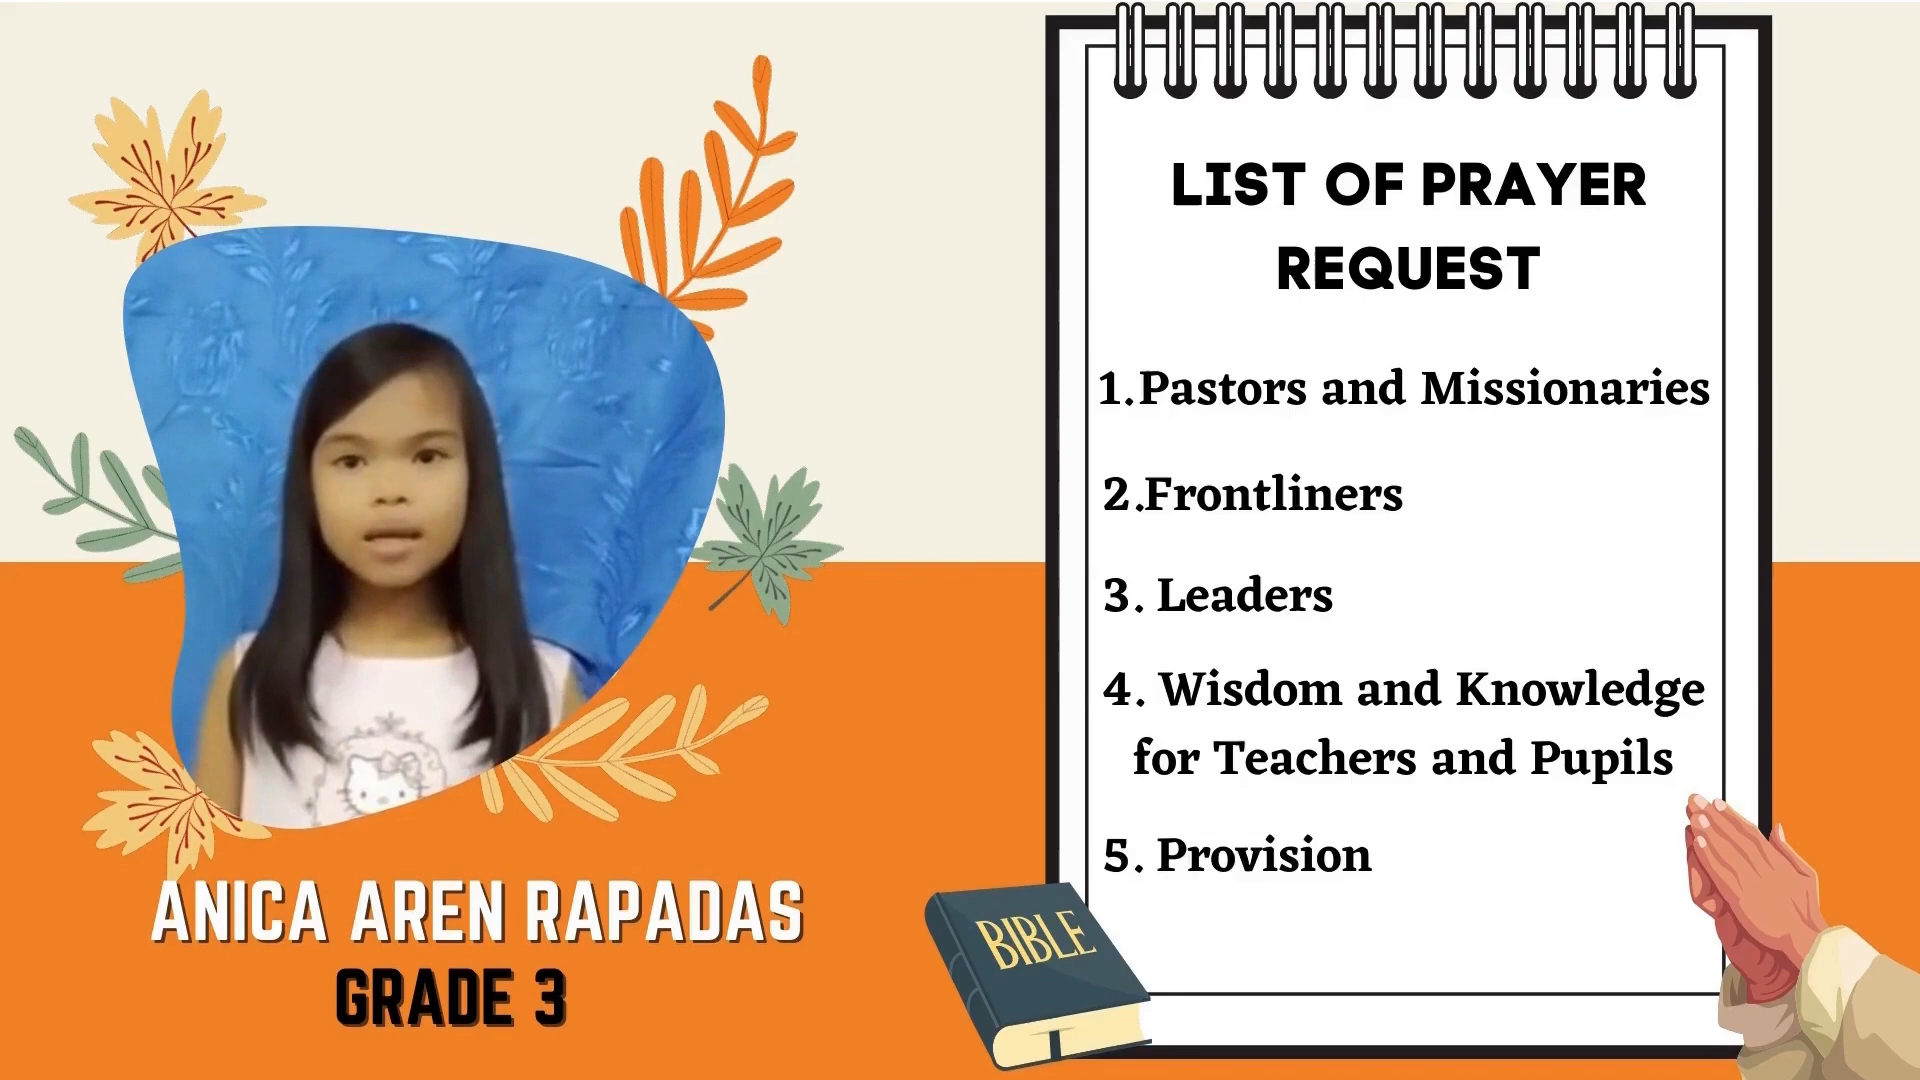 LIST OF PRAYER
REQUEST
1.Pastors and Missionaries
2.Frontliners
3. Leaders
4. Wisdom and Knowledge
for Teachers and Pupils
5. Provision
BIBLE
ANICA AREN RAPADAS
GRADE 3